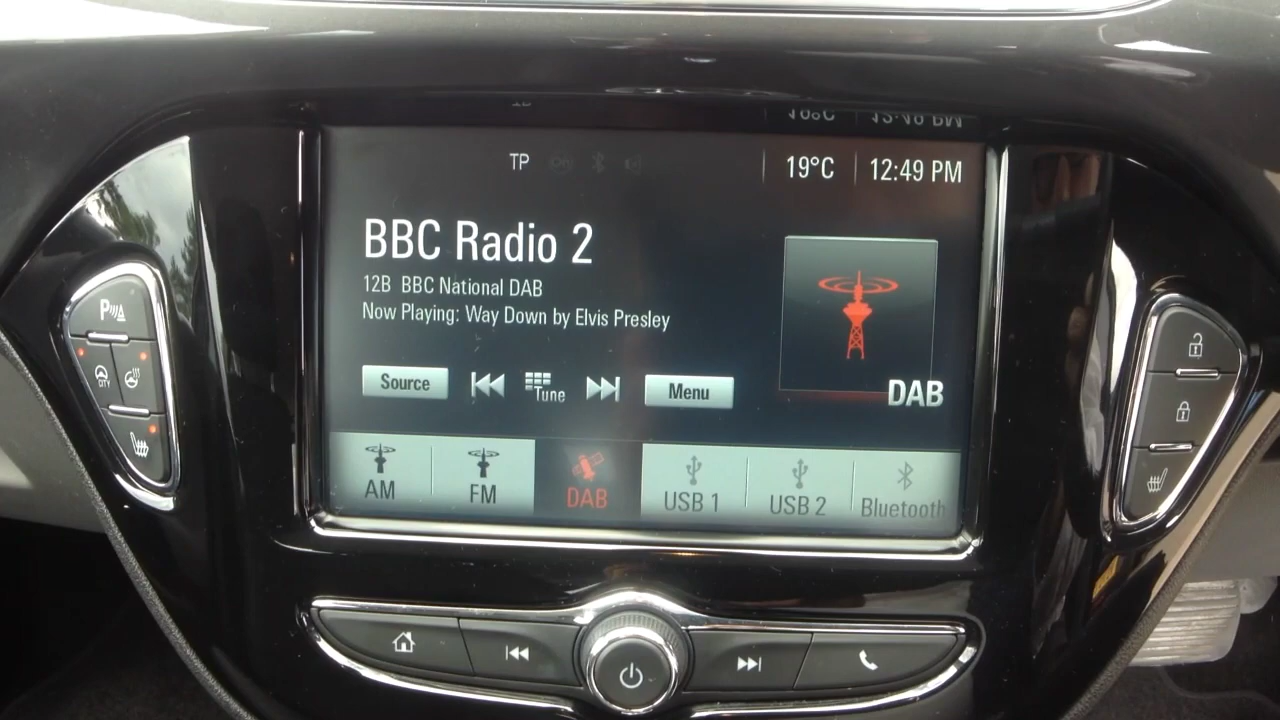 TP
19°C
12:49 PM
BBC Radio 2
12B BBC National DAB
Now Playing: Way Down by Elvis Presley
Source
Tune
Menu
DAB
AM
FM
DAB
USB 1
USB 2
Bluetooth
P
CITY